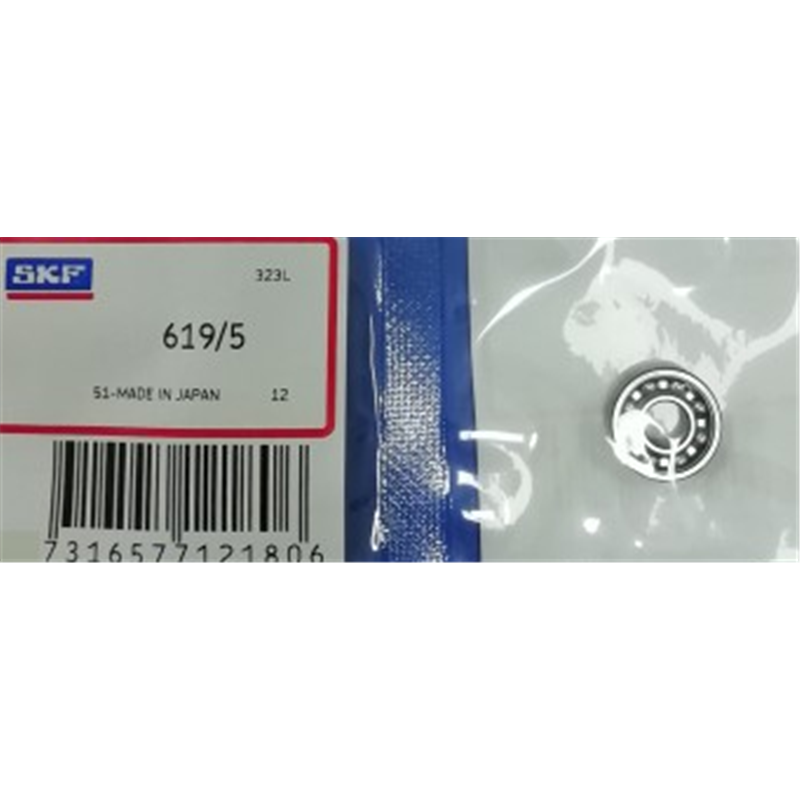 SKF
323L
619/5
51-MADE IN JAPAN 12
7316577121806